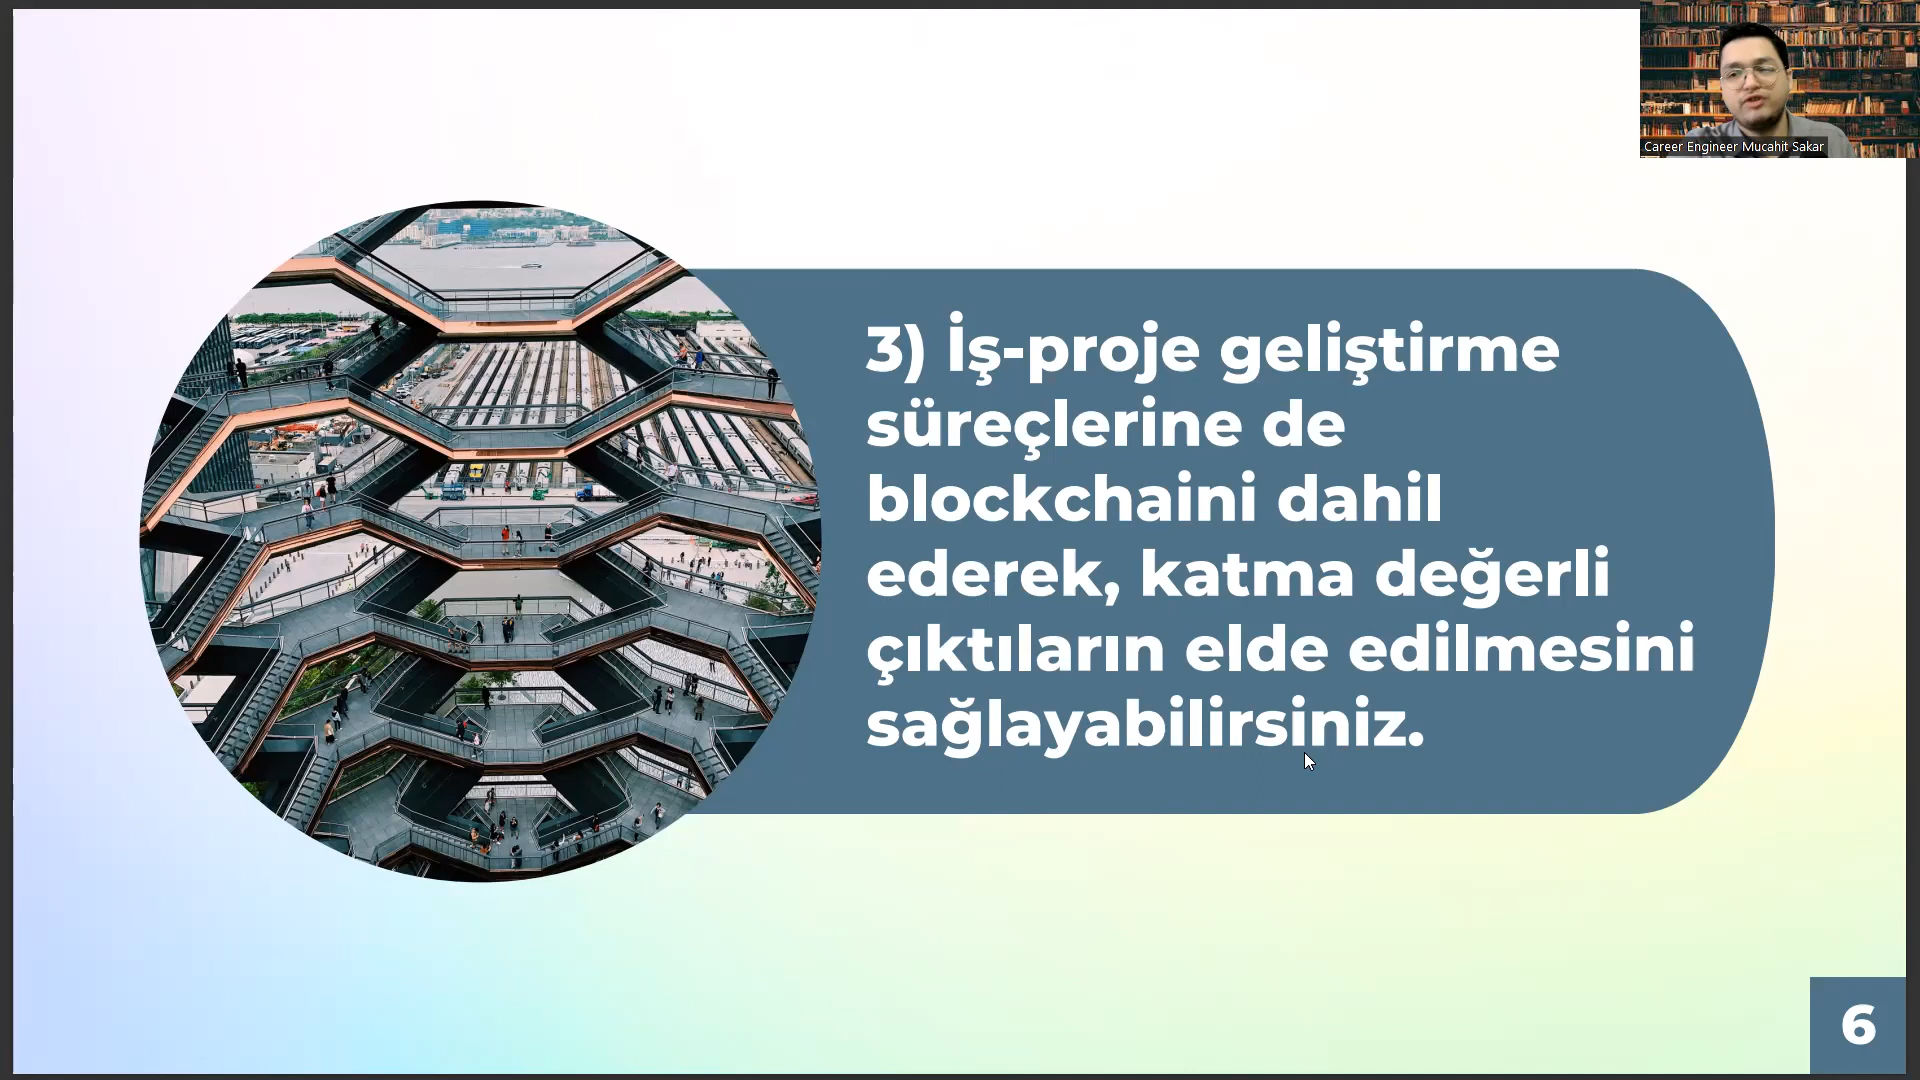 Career Engineer Mucahit Sakar
3) İş-proje geliştirme
süreçlerine de
blockchaini dahil
ederek, katma değerli
çıktıların elde edilmesini
sağlayabilirsiniz.
6